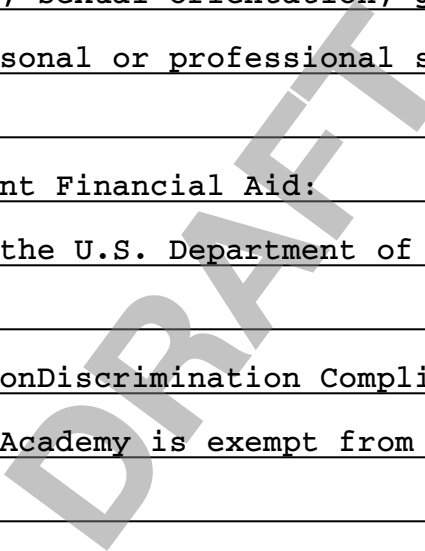 , sexual orientation, g
sonal or professional s
nt Financial Aid:
the U.S. Department of
onDiscrimination Compli
Academy is exempt from
DRAFT